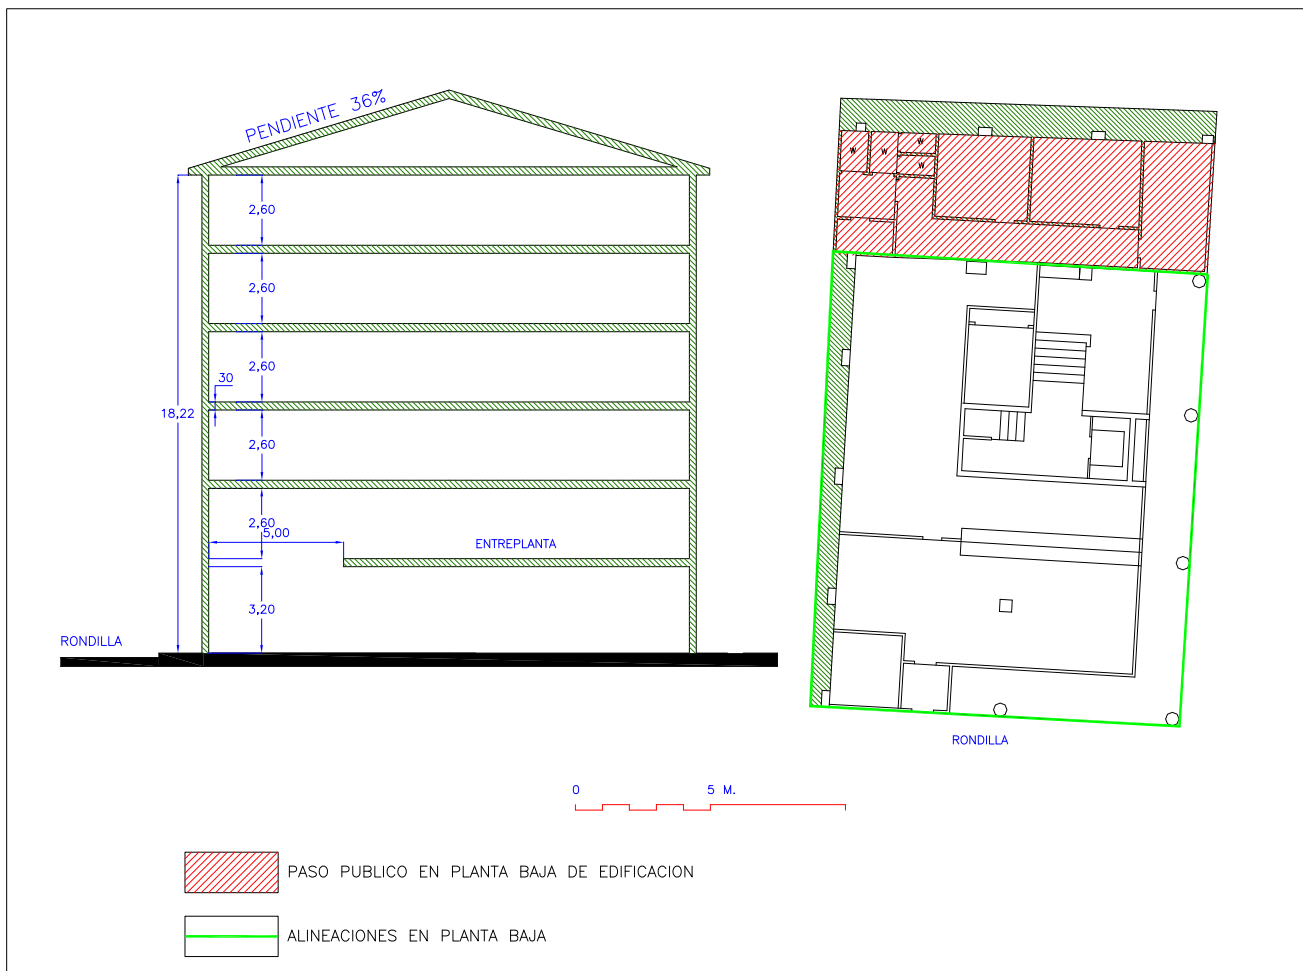 PENDIENTE 36%
2,60
2,60
2,60
30
18,22
2,60
2,60
5,00
ENTREPLANTA
3,20
RONDILLA
W
W
W
W
RONDILLA
0 5 M.
PASO PUBLICO EN PLANTA BAJA DE EDIFICACION
ALINEACIONES EN PLANTA BAJA